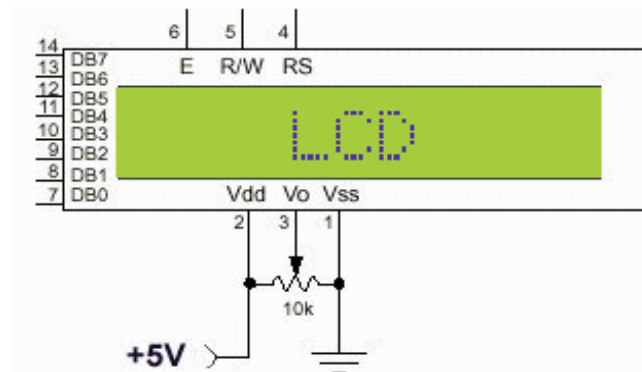 6 5 4
14 DB7 E R/W RS
13 DB6
12 DB5
11 DB4
10 DB3
9 DB2
8 DB1
7 DB0
LCD
Vdd Vo Vss
2 3 1
10k
+5V